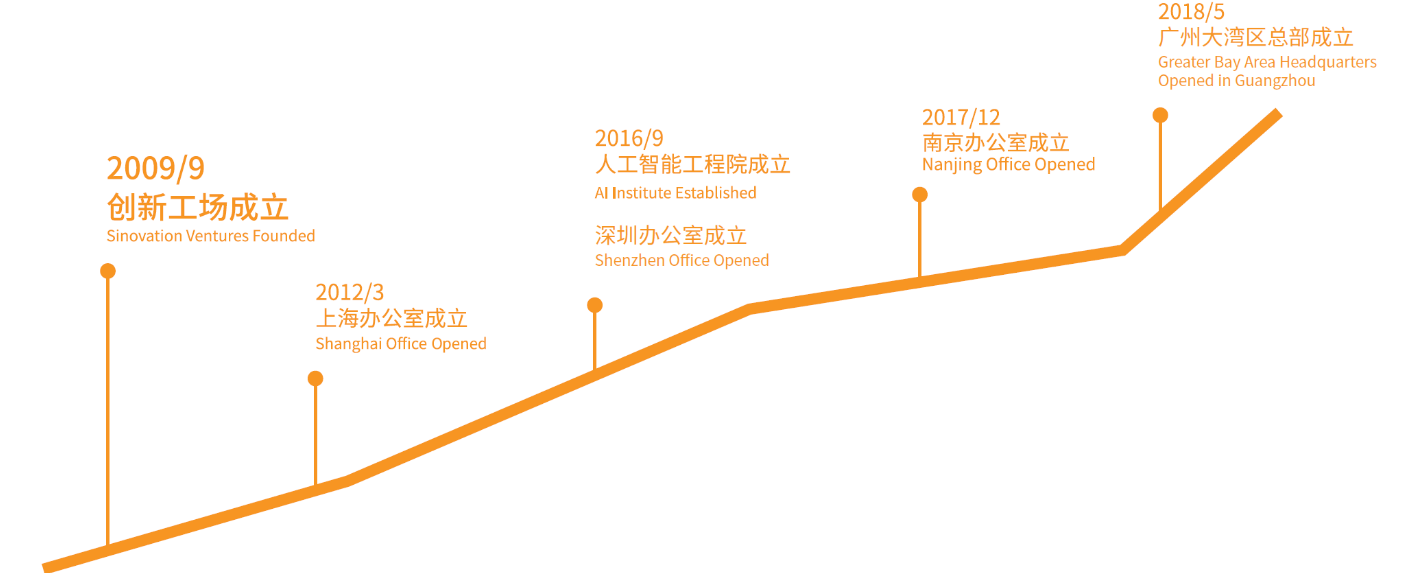 2009/9
创新工场成立
Sinovation Ventures Founded
2012/3
上海办公室成立
Shanghai Office Opened
2016/9
人工智能工程院成立
AI Institute Established
深圳办公室成立
Shenzhen Office Opened
2017/12
南京办公室成立
Nanjing Office Opened
2018/5
广州大湾区总部成立
Greater Bay Area Headquarters
Opened in Guangzhou